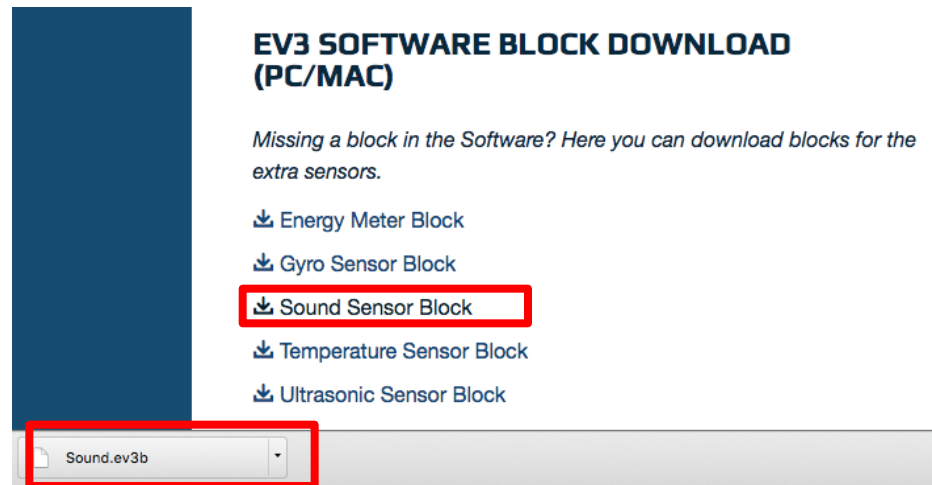 EV3 SOFTWARE BLOCK DOWNLOAD
(PC/MAC)
Missing a block in the Software? Here you can download blocks for the
extra sensors.
Energy Meter Block
Gyro Sensor Block
Sound Sensor Block
Temperature Sensor Block
Ultrasonic Sensor Block
Sound.ev3b